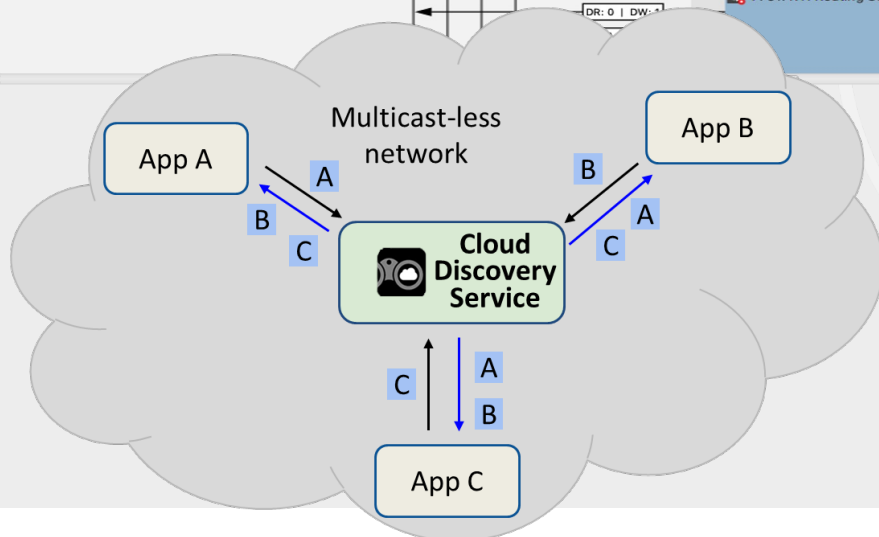 DR: 0 | DW: 1
Multicast-less
network
App A
App B
A
B
B
C
A
C
Cloud
Discovery
Service
C
A
B
App C